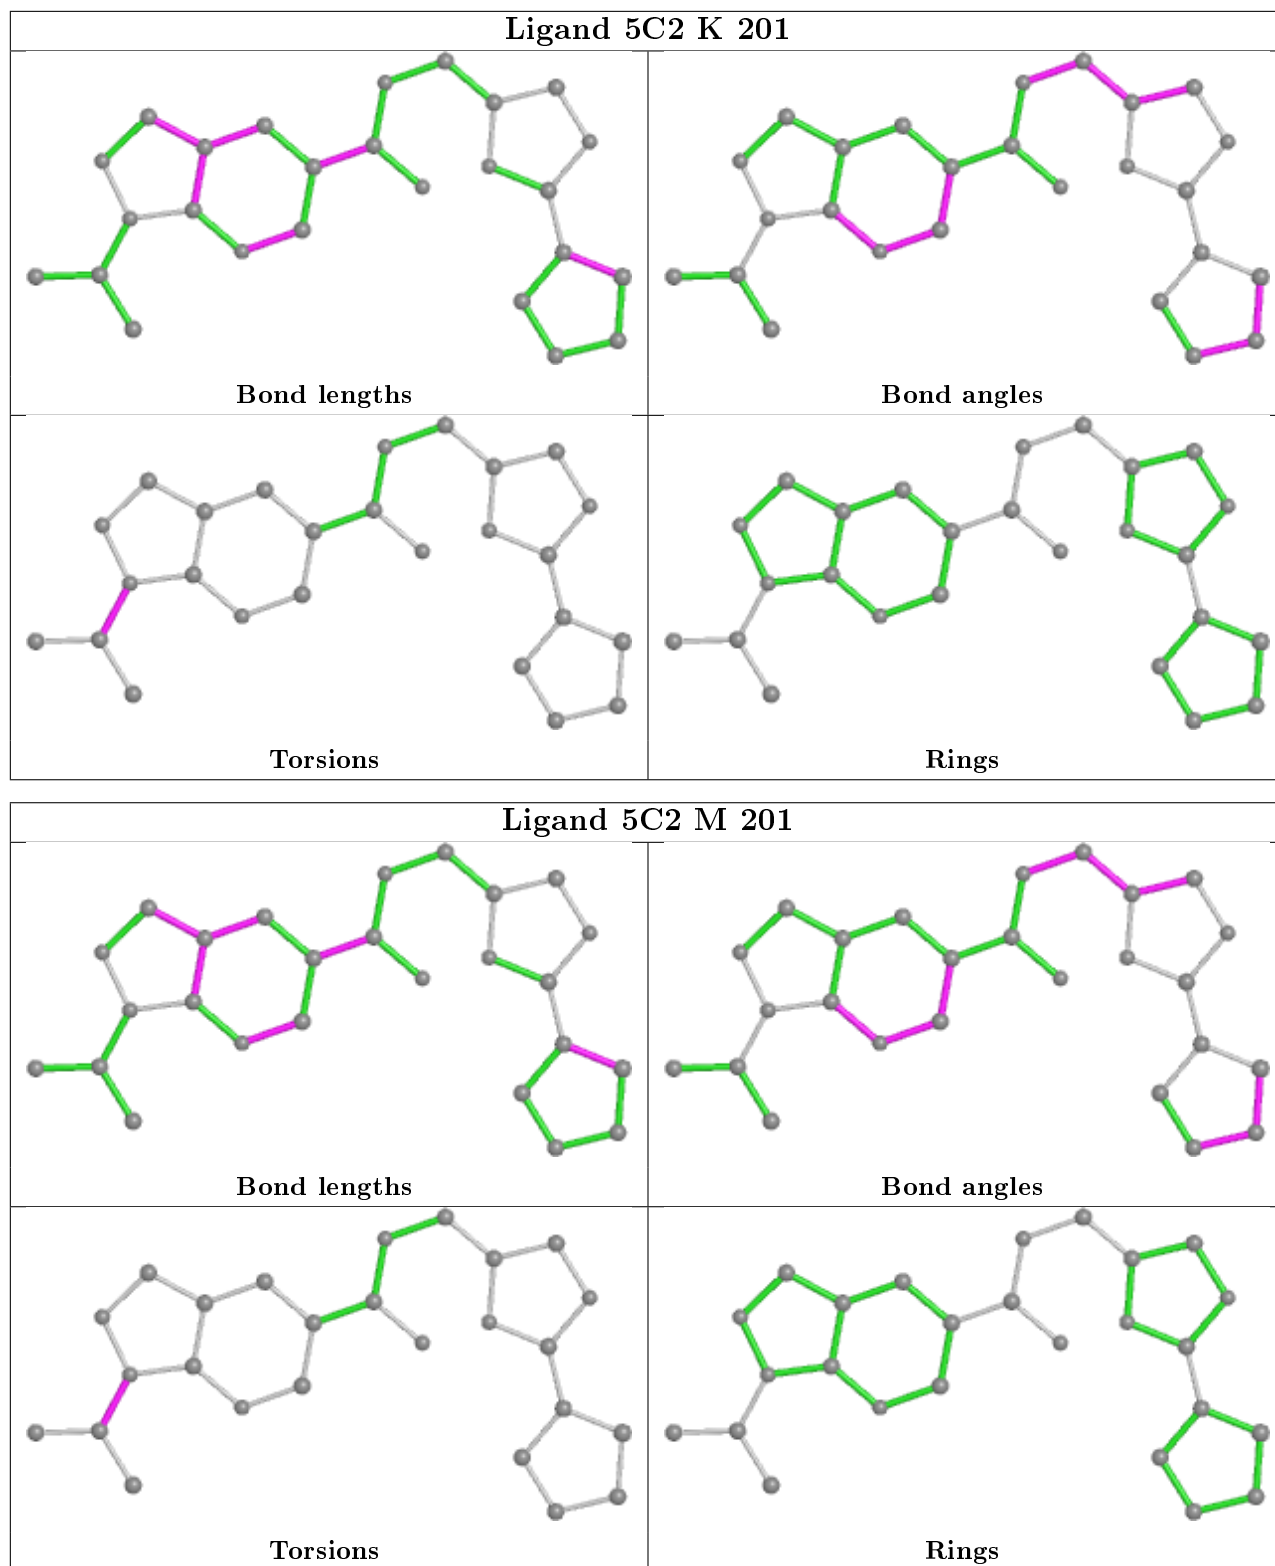 Ligand 5C2 K 201
Bond lengths
Bond angles
Torsions
Rings
Ligand 5C2 M 201
Bond lengths
Bond angles
Torsions
Rings